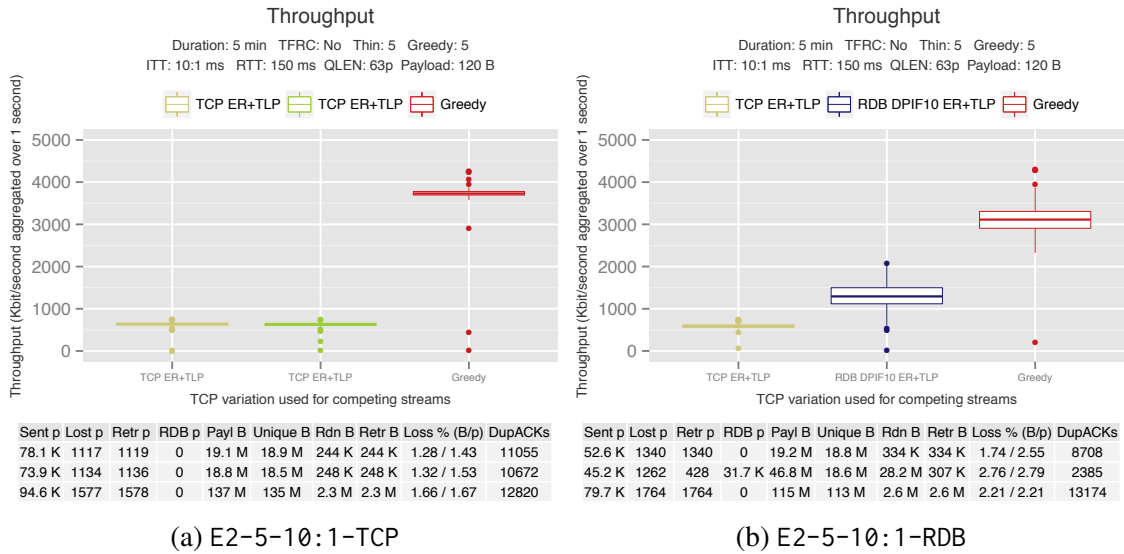 Throughput
Duration: 5 min TFRC: No Thin: 5 Greedy: 5
ITT: 10:1 ms RTT: 150 ms QLEN: 63p Payload: 120 B
TCP ER+TLP TCP ER+TLP Greedy
Throughput (Kbit/second aggregated over 1 second)
5000
4000
3000
2000
1000
0
TCP ER+TLP TCP ER+TLP Greedy
TCP variation used for competing streams
Sent p Lost p Retr p RDB p Payl B Unique B Rdn B Retr B Loss % (B/p) DupACKs
78.1 K 1117 1119 0 19.1 M 18.9 M 244 K 244 K 1.28 / 1.43 11055
73.9 K 1134 1136 0 18.8 M 18.5 M 248 K 248 K 1.32 / 1.53 10672
94.6 K 1577 1578 0 137 M 135 M 2.3 M 2.3 M 1.66 / 1.67 12820
(a) E2-5-10:1-TCP
Throughput
Duration: 5 min TFRC: No Thin: 5 Greedy: 5
ITT: 10:1 ms RTT: 150 ms QLEN: 63p Payload: 120 B
TCP ER+TLP RDB DPIF10 ER+TLP Greedy
Throughput (Kbit/second aggregated over 1 second)
5000
4000
3000
2000
1000
0
TCP ER+TLP RDB DPIF10 ER+TLP Greedy
TCP variation used for competing streams
Sent p Lost p Retr p RDB p Payl B Unique B Rdn B Retr B Loss % (B/p) DupACKs
52.6 K 1340 1340 0 19.2 M 18.8 M 334 K 334 K 1.74 / 2.55 8708
45.2 K 1262 428 31.7 K 46.8 M 18.6 M 28.2 M 307 K 2.76 / 2.79 2385
79.7 K 1764 1764 0 115 M 113 M 2.6 M 2.6 M 2.21 / 2.21 13174
(b) E2-5-10:1-RDB